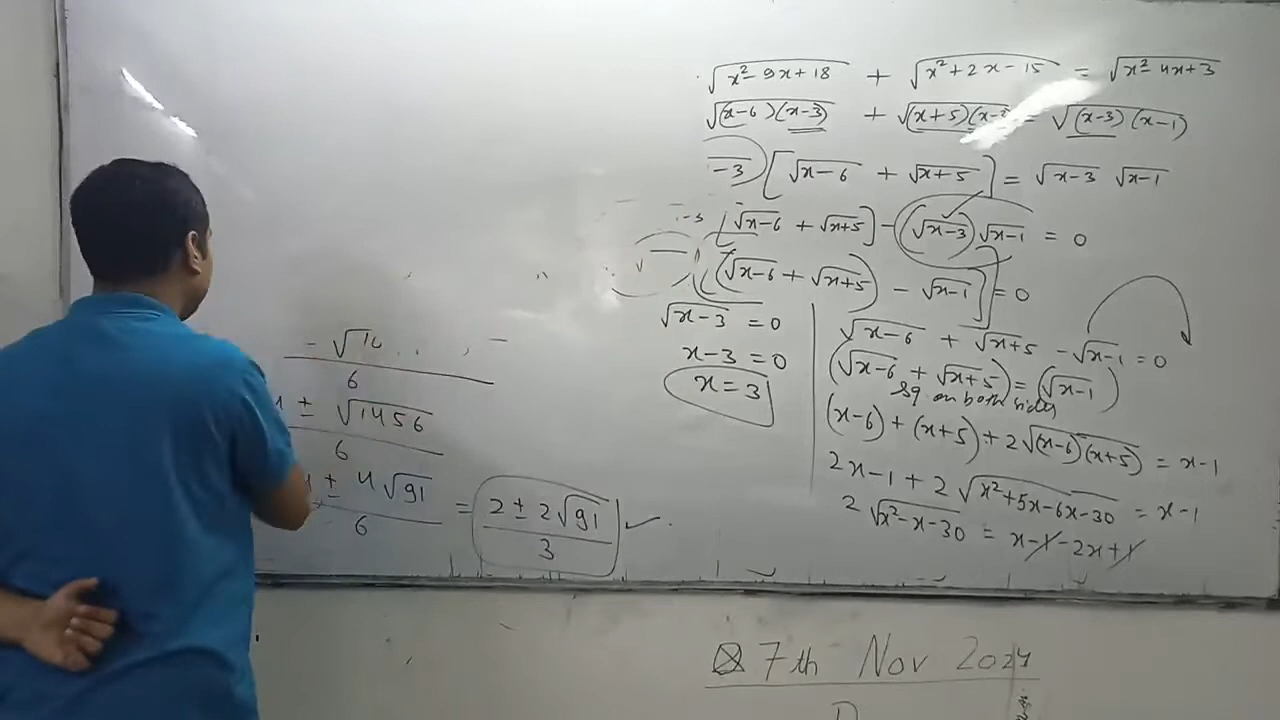 √(x²-9x+18) + √(x²+2x-15) = √(x²-4x+3)
√((x-6)(x-3)) + √((x+5)(x- = √((x-3)(x-1))
-3 [√(x-6) + √(x+5)] = √(x-3) √(x-1)
-3 [√(x-6) + √(x+5)] - (√(x-3)) √(x-1) = 0
√ [(√(x-6) + √(x+5)) - √(x-1)] = 0
√(x-3) = 0
x-3 = 0
x = 3
√(x-6) + √(x+5) - √(x-1) = 0
(√(x-6) + √(x+5)) = (√(x-1))
sq on both sides
(x-6) + (x+5) + 2√((x-6)(x+5)) = x-1
2x-1 + 2√(x²+5x-6x-30) = x-1
2√(x²-x-30) = x-1-2x+1
6
± √1456
6
± 4√91
6
= 2 ± 2√91
3
7th Nov 2024